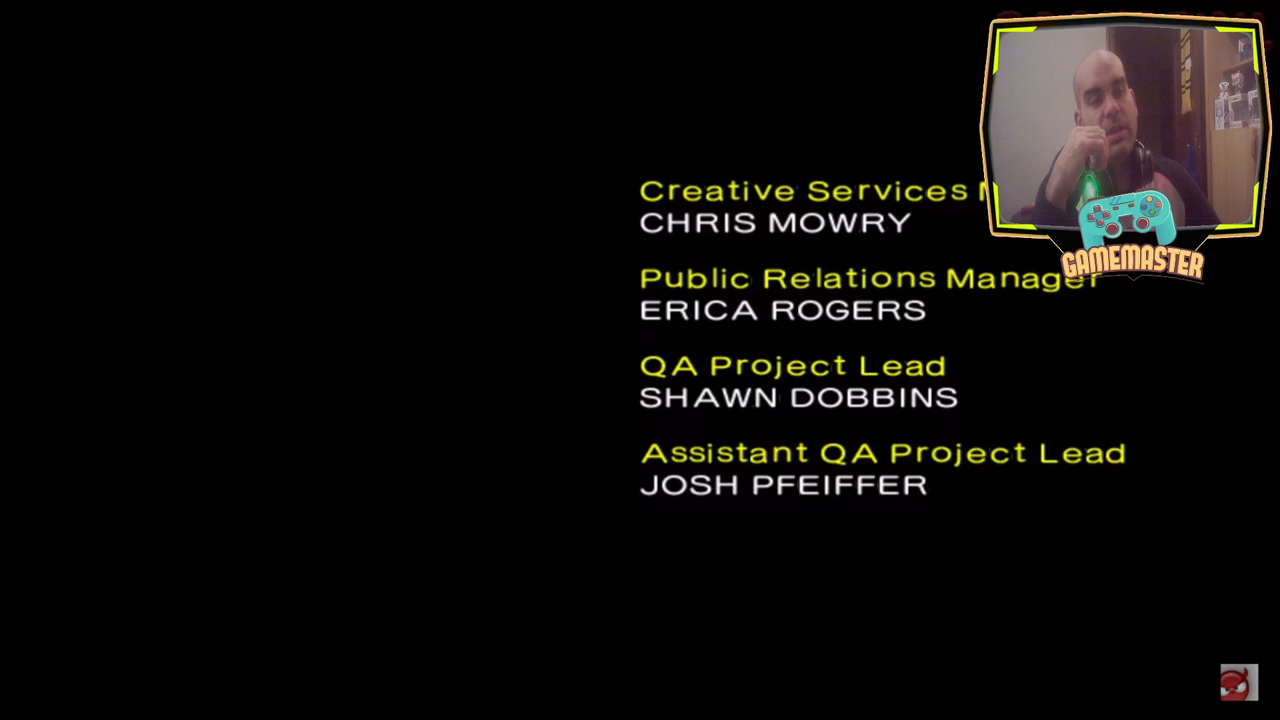 Creative Services
CHRIS MOWRY
Public Relations Manager
ERICA ROGERS
QA Project Lead
SHAWN DOBBINS
Assistant QA Project Lead
JOSH PFEIFFER
GAMEMASTER